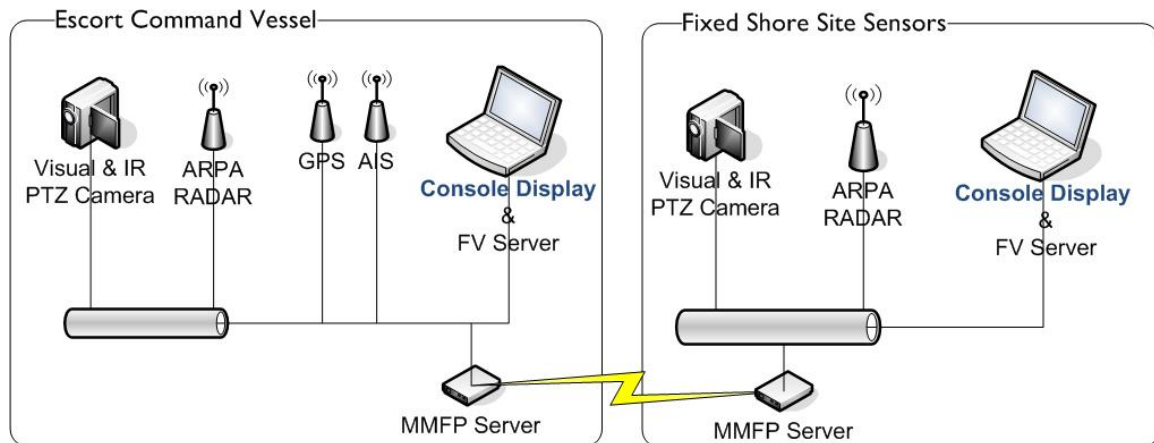 Escort Command Vessel
Visual & IR
PTZ Camera
ARPA
RADAR
GPS
AIS
Console Display
&
FV Server
MMFP Server
Fixed Shore Site Sensors
Visual & IR
PTZ Camera
ARPA
RADAR
Console Display
&
FV Server
MMFP Server